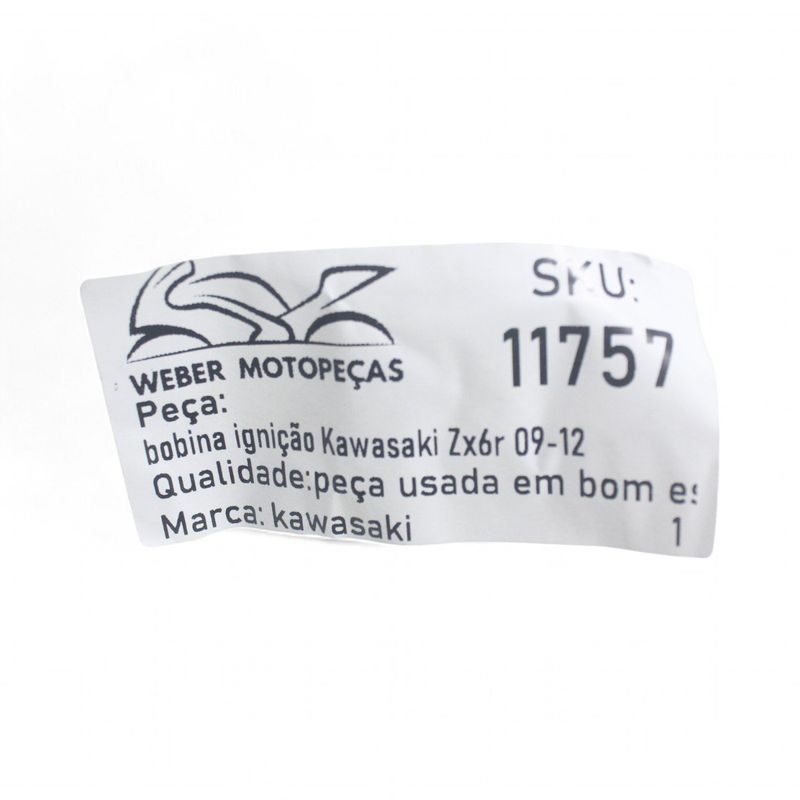 SKU:
11757
WEBER MOTOPEÇAS
Peça:
bobina ignição Kawasaki Zx6r 09-12
Qualidade:peça usada em bom
Marca: kawasaki
1